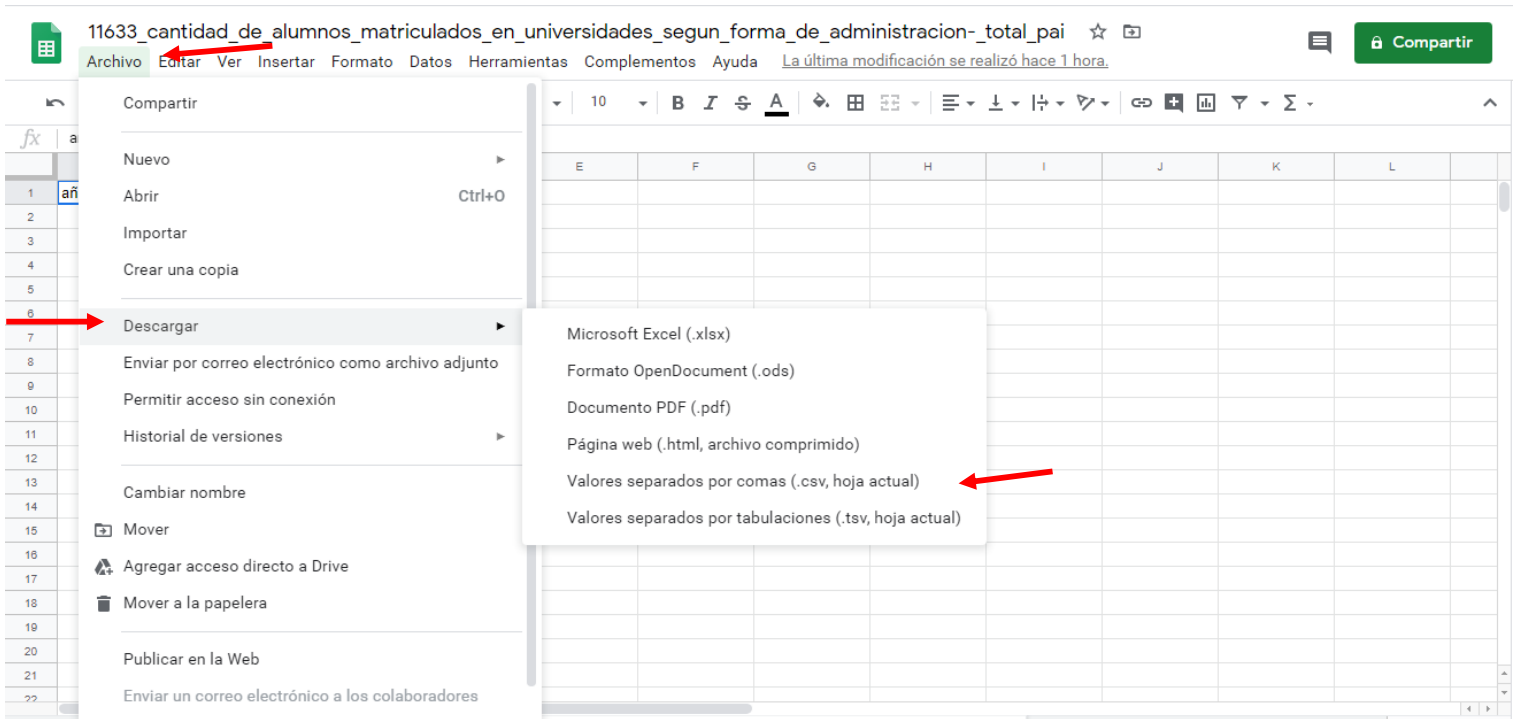 11633_cantidad_de_alumnos_matriculados_en_universidades_segun_forma_de_administracion-_total_pai
Compartir
Archivo Editar Ver Insertar Formato Datos Herramientas Complementos Ayuda La última modificación se realizó hace 1 hora.
10 B I S A Σ
fx a
E F G H I J K L
1 añ
2
3
4
5
6
7
8
9
10
11
12
13
14
15
16
17
18
19
20
21
22
Compartir
Nuevo
Abrir Ctrl+O
Importar
Crear una copia
Descargar
Enviar por correo electrónico como archivo adjunto
Permitir acceso sin conexión
Historial de versiones
Cambiar nombre
Mover
Agregar acceso directo a Drive
Mover a la papelera
Publicar en la Web
Enviar un correo electrónico a los colaboradores
Microsoft Excel (.xlsx)
Formato OpenDocument (.ods)
Documento PDF (.pdf)
Página web (.html, archivo comprimido)
Valores separados por comas (.csv, hoja actual)
Valores separados por tabulaciones (.tsv, hoja actual)